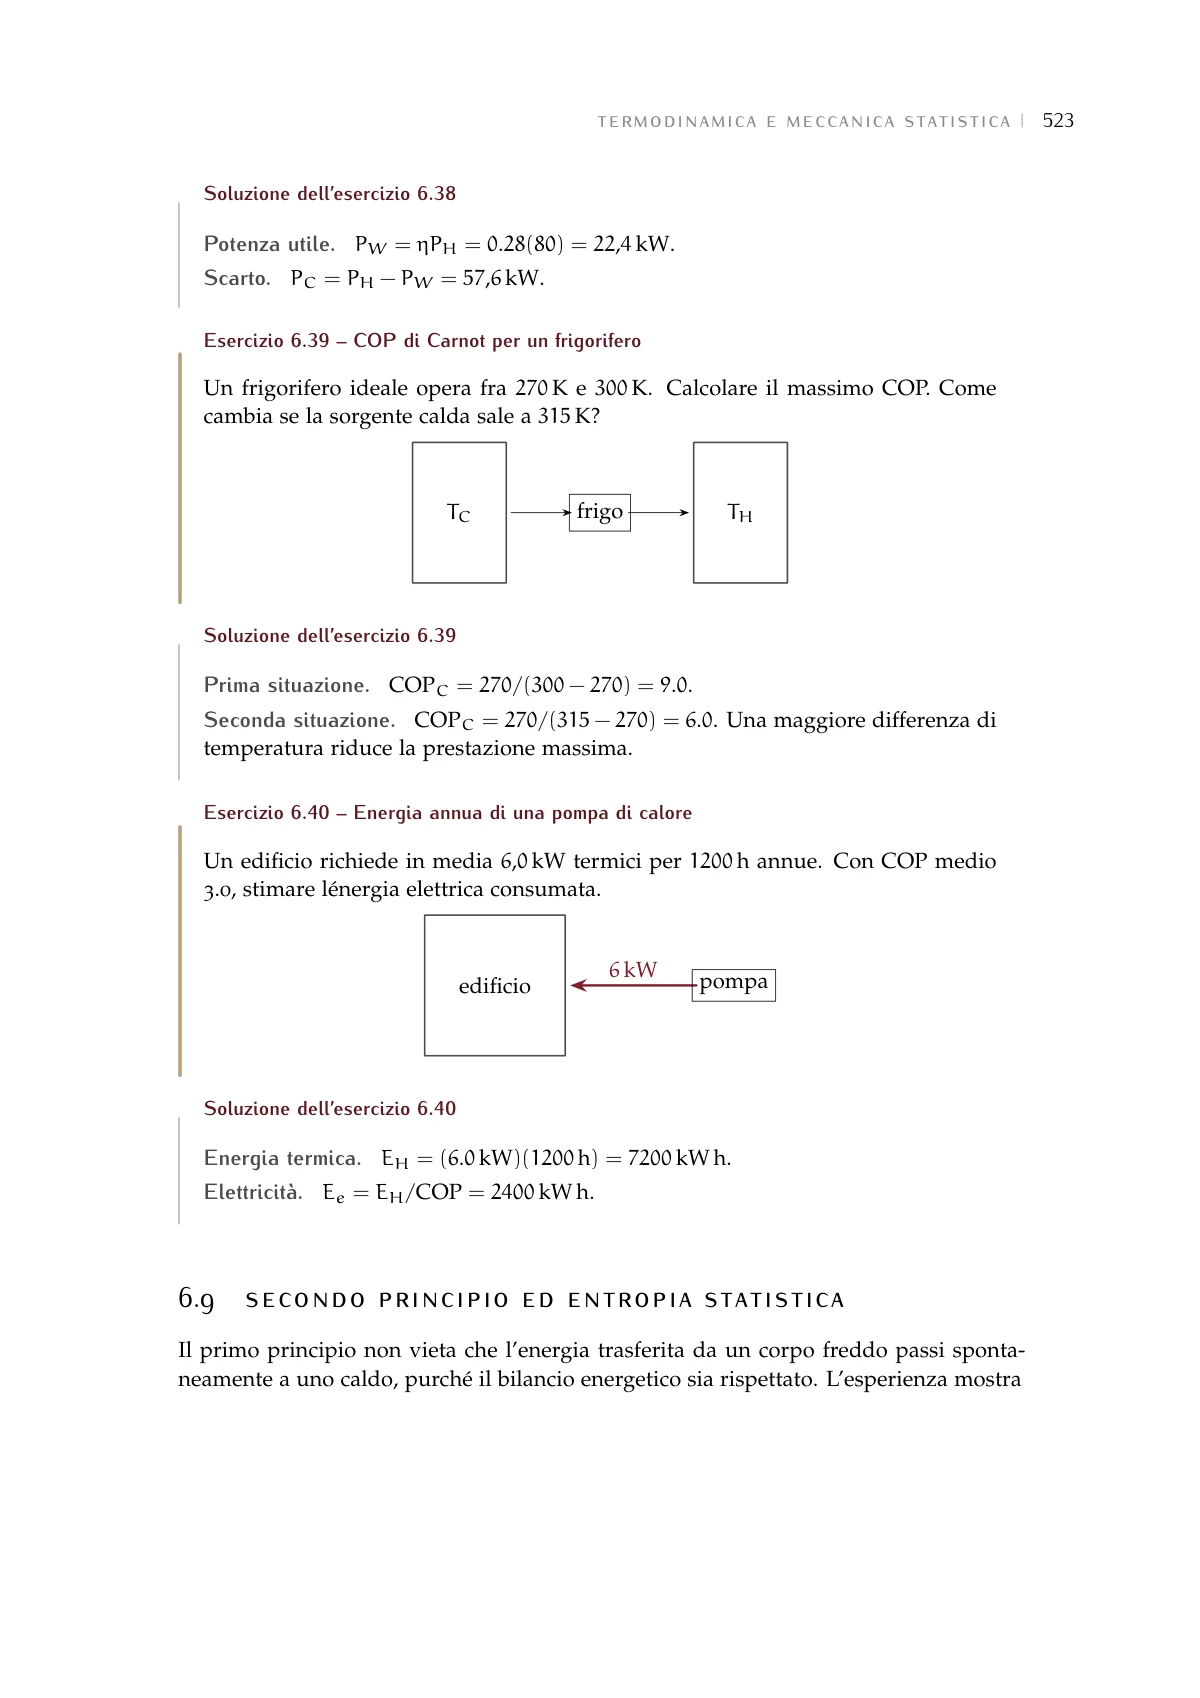 TERMODINAMICA E MECCANICA STATISTICA | 523
Soluzione dell'esercizio 6.38
Potenza utile. P_W = ηP_H = 0.28(80) = 22,4 kW.
Scarto. P_C = P_H − P_W = 57,6 kW.
Esercizio 6.39 – COP di Carnot per un frigorifero
Un frigorifero ideale opera fra 270 K e 300 K. Calcolare il massimo COP. Come
cambia se la sorgente calda sale a 315 K?
T_C frigo T_H
Soluzione dell'esercizio 6.39
Prima situazione. COP_C = 270/(300 − 270) = 9.0.
Seconda situazione. COP_C = 270/(315 − 270) = 6.0. Una maggiore differenza di
temperatura riduce la prestazione massima.
Esercizio 6.40 – Energia annua di una pompa di calore
Un edificio richiede in media 6,0 kW termici per 1200 h annue. Con COP medio
3.0, stimare lénergia elettrica consumata.
edificio 6 kW pompa
Soluzione dell'esercizio 6.40
Energia termica. E_H = (6.0 kW)(1200 h) = 7200 kW h.
Elettricità. E_e = E_H/COP = 2400 kW h.
6.9 SECONDO PRINCIPIO ED ENTROPIA STATISTICA
Il primo principio non vieta che l'energia trasferita da un corpo freddo passi sponta-
neamente a uno caldo, purché il bilancio energetico sia rispettato. L'esperienza mostra